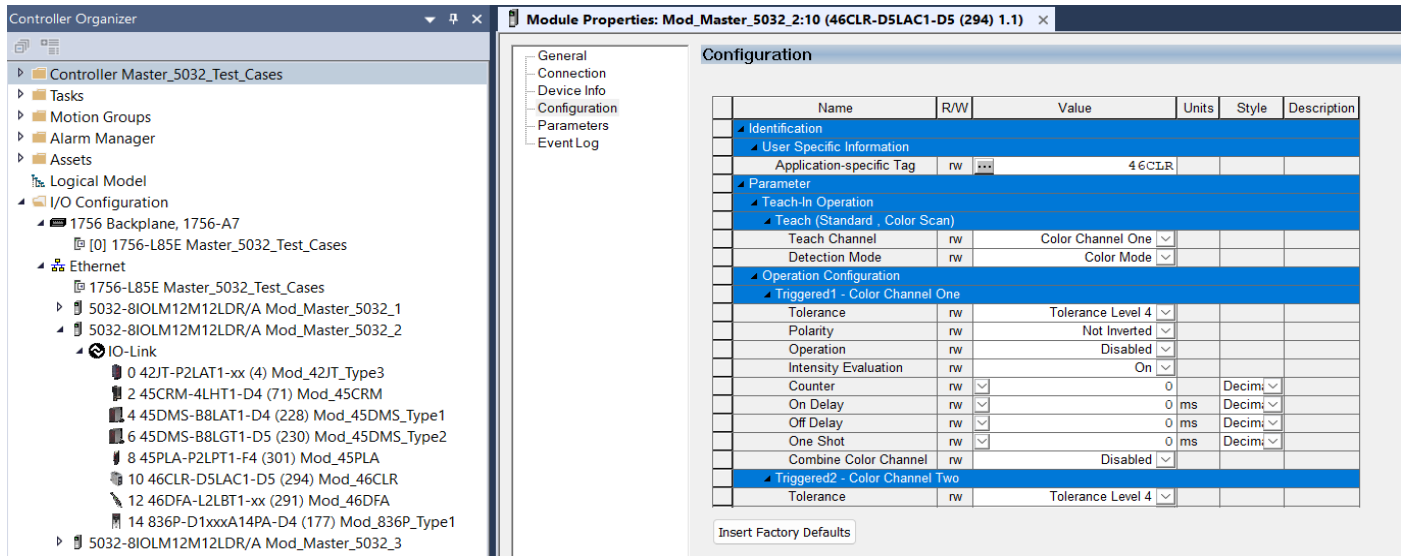 Controller Organizer
Controller Master_5032_Test_Cases
Tasks
Motion Groups
Alarm Manager
Assets
Logical Model
I/O Configuration
1756 Backplane, 1756-A7
[0] 1756-L85E Master_5032_Test_Cases
Ethernet
1756-L85E Master_5032_Test_Cases
5032-8IOLM12M12LDR/A Mod_Master_5032_1
5032-8IOLM12M12LDR/A Mod_Master_5032_2
IO-Link
0 42JT-P2LAT1-xx (4) Mod_42JT_Type3
2 45CRM-4LHT1-D4 (71) Mod_45CRM
4 45DMS-B8LAT1-D4 (228) Mod_45DMS_Type1
6 45DMS-B8LGT1-D5 (230) Mod_45DMS_Type2
8 45PLA-P2LPT1-F4 (301) Mod_45PLA
10 46CLR-D5LAC1-D5 (294) Mod_46CLR
12 46DFA-L2LBT1-xx (291) Mod_46DFA
14 836P-D1xxxA14PA-D4 (177) Mod_836P_Type1
5032-8IOLM12M12LDR/A Mod_Master_5032_3
Module Properties: Mod_Master_5032_2:10 (46CLR-D5LAC1-D5 (294) 1.1)
General
Connection
Device Info
Configuration
Parameters
Event Log
Configuration
Name R/W Value Units Style Description
Identification
User Specific Information
Application-specific Tag rw ... 46CLR
Parameter
Teach-In Operation
Teach (Standard , Color Scan)
Teach Channel rw Color Channel One
Detection Mode rw Color Mode
Operation Configuration
Triggered1 - Color Channel One
Tolerance rw Tolerance Level 4
Polarity rw Not Inverted
Operation rw Disabled
Intensity Evaluation rw On
Counter rw 0 Decima
On Delay rw 0 ms Decima
Off Delay rw 0 ms Decima
One Shot rw 0 ms Decima
Combine Color Channel rw Disabled
Triggered2 - Color Channel Two
Tolerance rw Tolerance Level 4
Insert Factory Defaults